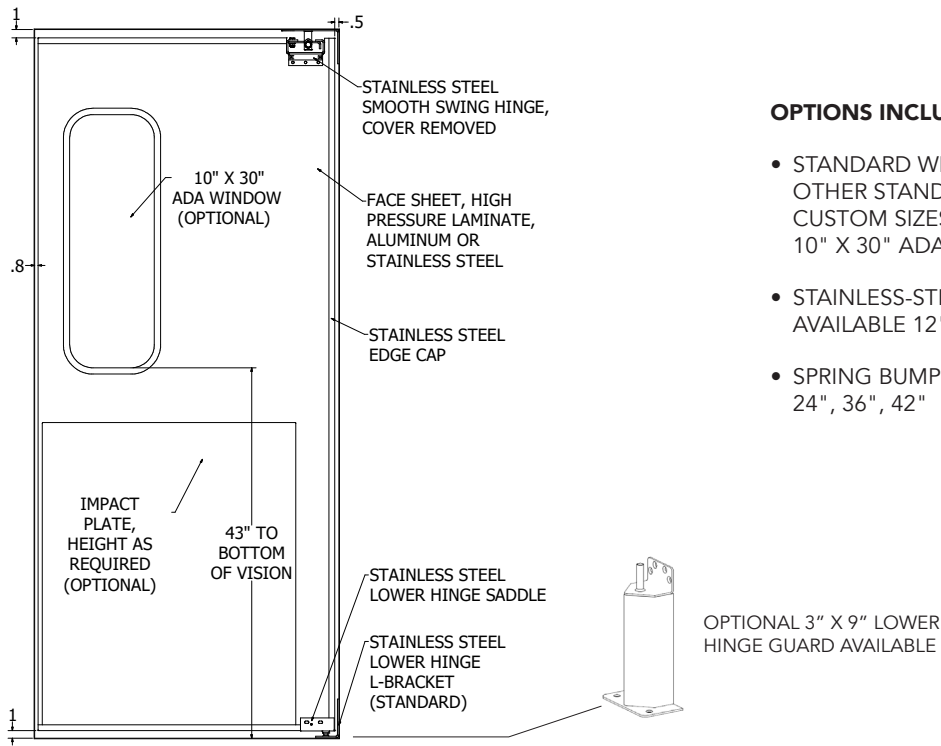 1
.5
STAINLESS STEEL
SMOOTH SWING HINGE,
COVER REMOVED
10" X 30"
ADA WINDOW
(OPTIONAL)
FACE SHEET, HIGH
PRESSURE LAMINATE,
ALUMINUM OR
STAINLESS STEEL
.8
STAINLESS STEEL
EDGE CAP
IMPACT
PLATE,
HEIGHT AS
REQUIRED
(OPTIONAL)
43" TO
BOTTOM
OF VISION
STAINLESS STEEL
LOWER HINGE SADDLE
STAINLESS STEEL
LOWER HINGE
L-BRACKET
(STANDARD)
1
OPTIONS INCLU
• STANDARD WI
OTHER STAND
CUSTOM SIZES
10" X 30" ADA
• STAINLESS-STE
AVAILABLE 12"
• SPRING BUMP
24", 36", 42"
OPTIONAL 3” X 9” LOWER
HINGE GUARD AVAILABLE